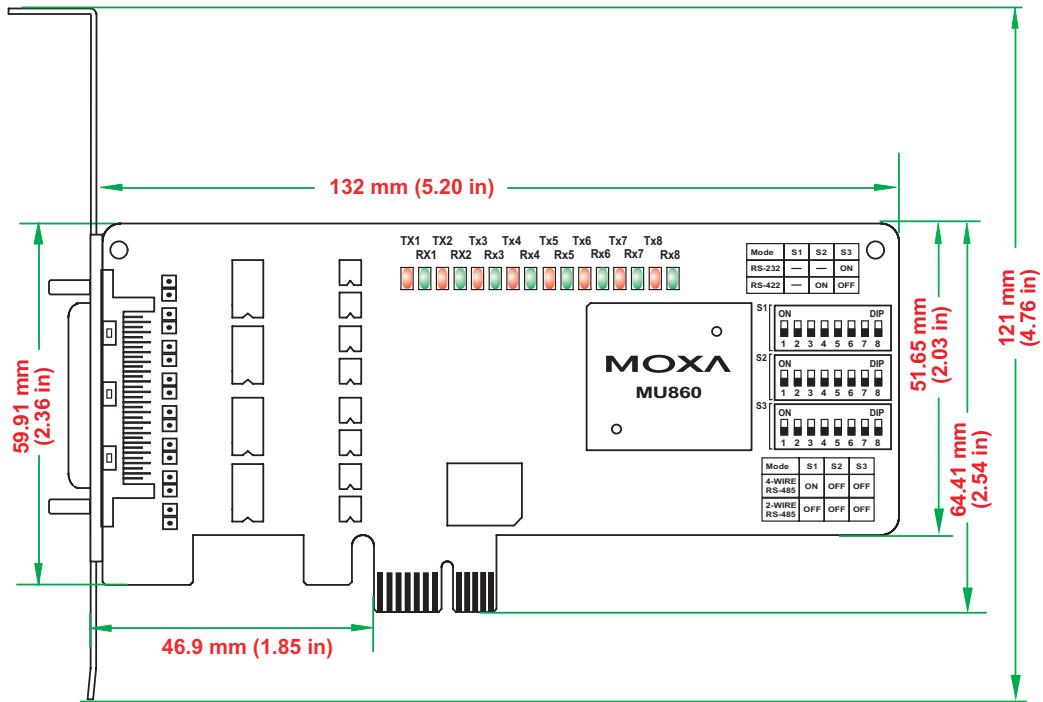 132 mm (5.20 in)
TX1 TX2 Tx3 Tx4 Tx5 Tx6 Tx7 Tx8
RX1 RX2 Rx3 Rx4 Rx5 Rx6 Rx7 Rx8
Mode S1 S2 S3
RS-232 — — ON
RS-422 — ON OFF
S1
ON DIP
1 2 3 4 5 6 7 8
S2
ON DIP
1 2 3 4 5 6 7 8
S3
ON DIP
1 2 3 4 5 6 7 8
MOXA
MU860
Mode S1 S2 S3
4-WIRE
RS-485 ON OFF OFF
2-WIRE
RS-485 OFF OFF OFF
59.91 mm
(2.36 in)
51.65 mm
(2.03 in)
64.41 mm
(2.54 in)
121 mm
(4.76 in)
46.9 mm (1.85 in)